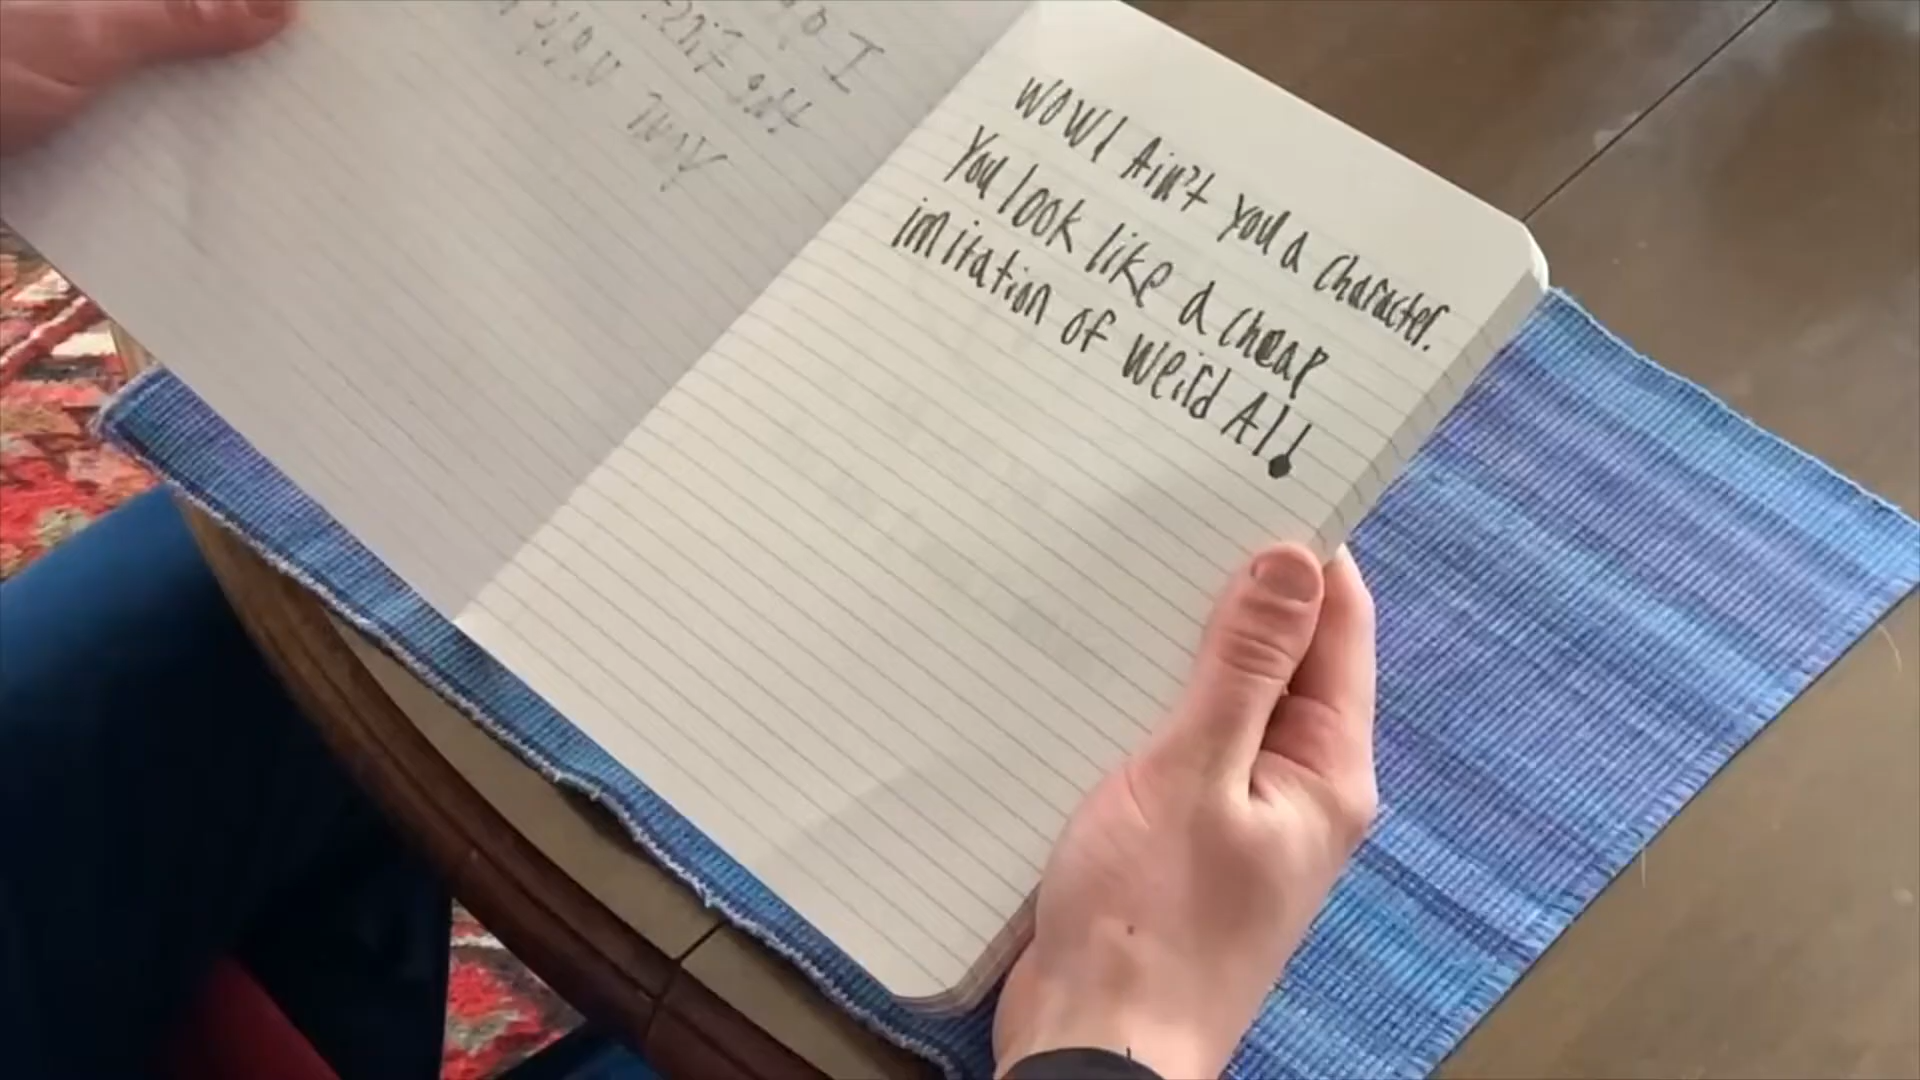 WOW! Ain't you a character.
You look like a cheap
imitation of Weird Al!